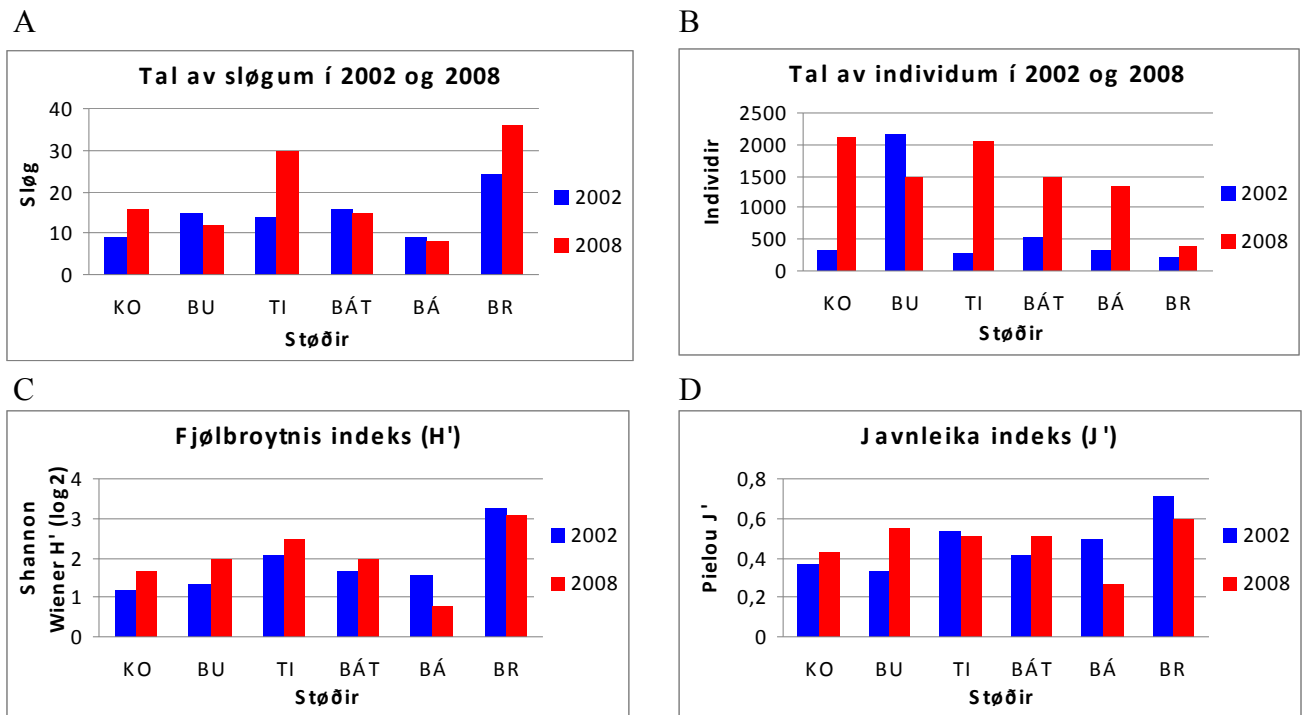 A
Tal av sløgum í 2002 og 2008
Sløg
40
30
20
10
0
KO BU TI BÁT BÁ BR
Støðir
2002
2008
B
Tal av individum í 2002 og 2008
Individir
2500
2000
1500
1000
500
0
KO BU TI BÁT BÁ BR
Støðir
2002
2008
C
Fjølbroytnis indeks (H')
Shannon
Wiener H' (log2)
4
3
2
1
0
KO BU TI BÁT BÁ BR
Støðir
2002
2008
D
Javnleika indeks (J')
Pielou J'
0,8
0,6
0,4
0,2
0
KO BU TI BÁT BÁ BR
Støðir
2002
2008